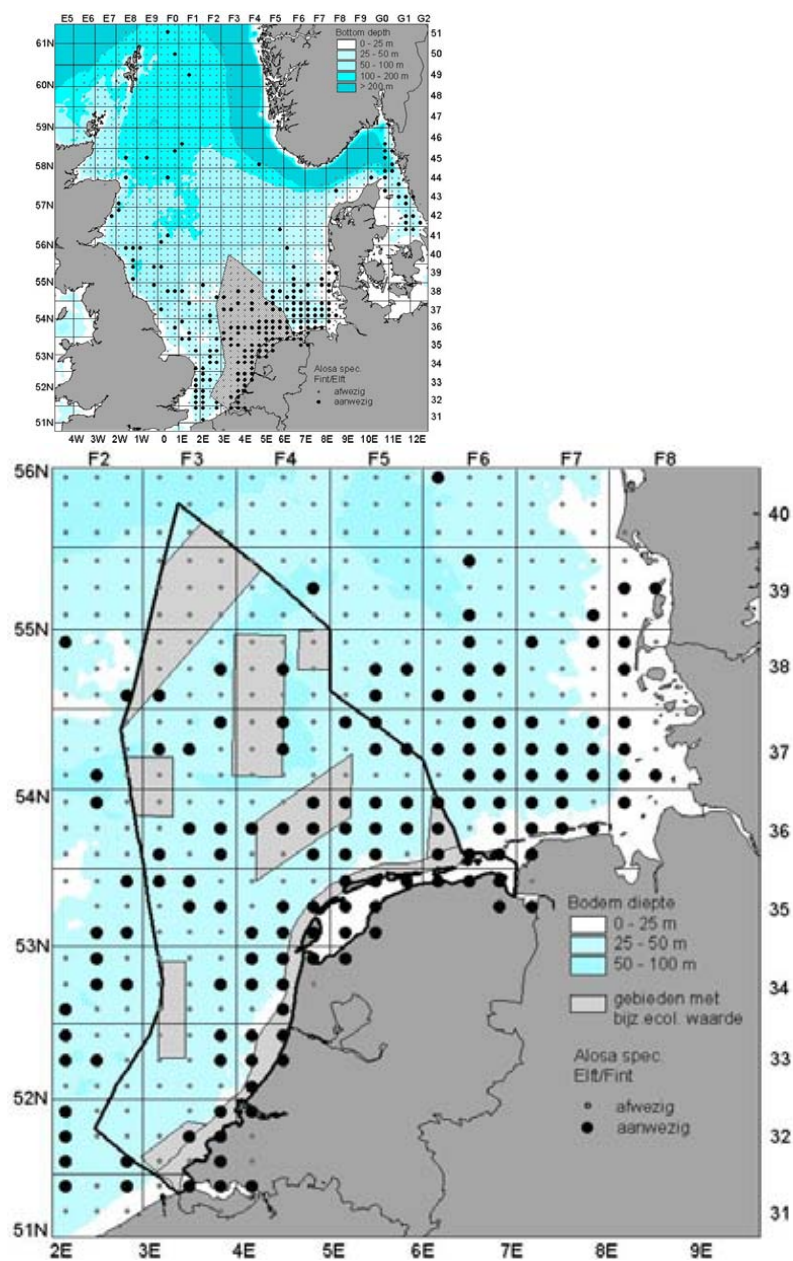 E5 E6 E7 E8 E9 F0 F1 F2 F3 F4 F5 F6 F7 F8 F9 G0 G1 G2
Bottom depth
0 - 25 m
25 - 50 m
50 - 100 m
100 - 200 m
> 200 m
61N
60N
59N
58N
57N
56N
55N
54N
53N
52N
51N
51
50
49
48
47
46
45
44
43
42
41
40
39
38
37
36
35
34
33
32
31
Alosa spec.
Fint/Elft
afwezig
aanwezig
4W 3W 2W 1W 0 1E 2E 3E 4E 5E 6E 7E 8E 9E 10E 11E 12E
F2 F3 F4 F5 F6 F7 F8
56N
55N
54N
53N
52N
51N
40
39
38
37
36
35
34
33
32
31
Bodem diepte
0 - 25 m
25 - 50 m
50 - 100 m
gebieden met
bijz ecol. waarde
Alosa spec.
Elft/Fint
afwezig
aanwezig
2E 3E 4E 5E 6E 7E 8E 9E